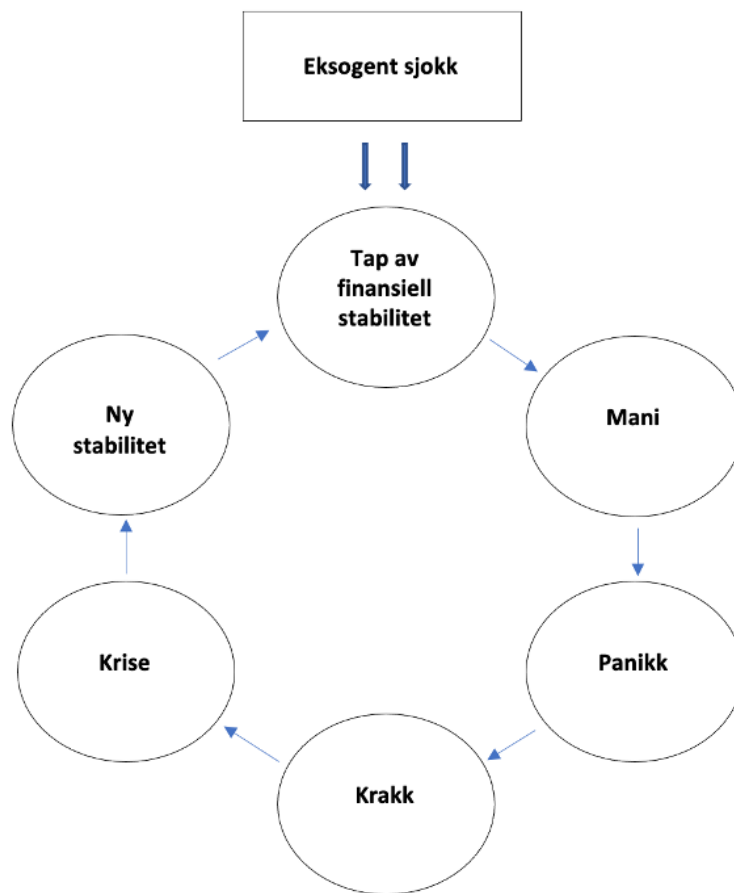 Eksogent sjokk
Tap av
finansiell
stabilitet
Mani
Panikk
Krakk
Krise
Ny
stabilitet